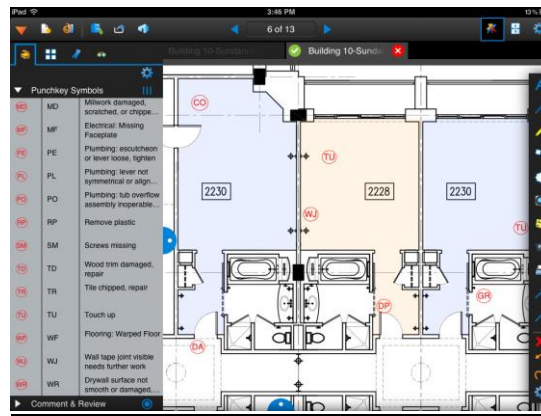 iPad
3:46 PM
13%
6 of 13
Building 10-Sundance
Building 10-Sunda
Punchkey Symbols
MD MD Millwork damaged,
scratched, or chippe...
MF MF Electrical: Missing
Faceplate
PE PE Plumbing: escutcheon
or lever loose, tighten
PL PL Plumbing: lever not
symmetrical or align...
PO PO Plumbing: tub overflow
assembly inoperable...
RP RP Remove plastic
SM SM Screws missing
TD TD Wood trim damaged,
repair
TR TR Tile chipped, repair
TU TU Touch up
WF WF Flooring: Warped Floor
WJ WJ Wall tape joint visible
needs further work
WR WR Drywall surface not
smooth or damaged,...
Comment & Review
CO
TU
2230
2228
2230
WJ
TU
GR
DP
DA